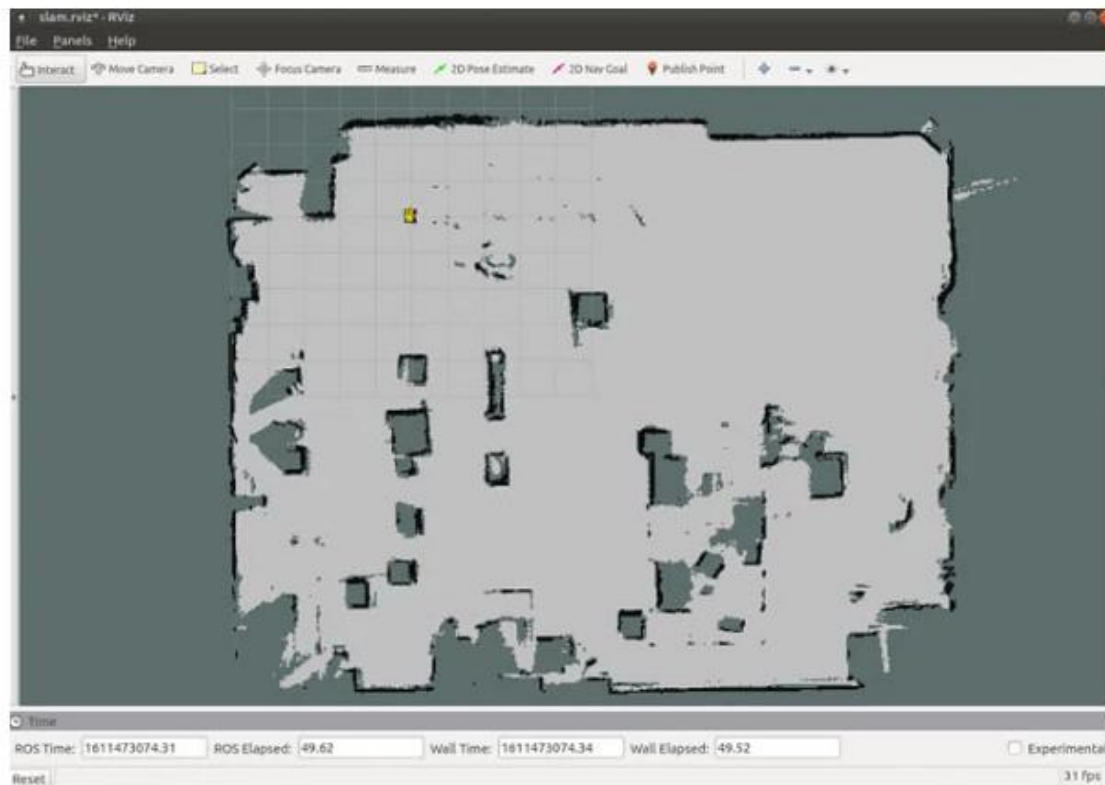 slam.rviz* - RViz
File Panels Help
Interact Move Camera Select Focus Camera Measure 2D Pose Estimate 2D Nav Goal Publish Point
Time
ROS Time: 1611473074.31 ROS Elapsed: 49.62 Wall Time: 1611473074.34 Wall Elapsed: 49.52 Experimental
Reset 31 fps